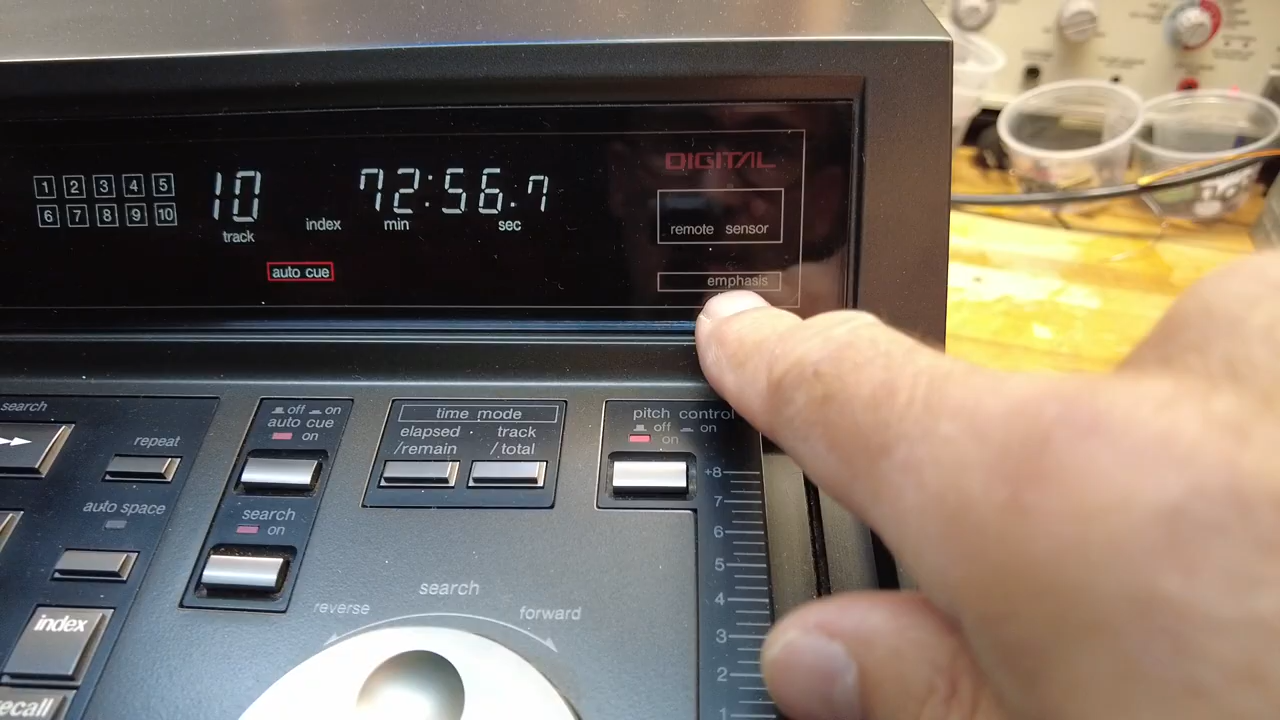 DIGITAL
1 2 3 4 5
6 7 8 9 10
10
72:56.7
track
index
min
sec
remote sensor
auto cue
emphasis
search
repeat
auto space
index
off on
auto cue
on
search
on
time mode
elapsed track
/remain /total
pitch control
off on
on
+8
7
6
5
4
3
2
1
search
reverse
forward